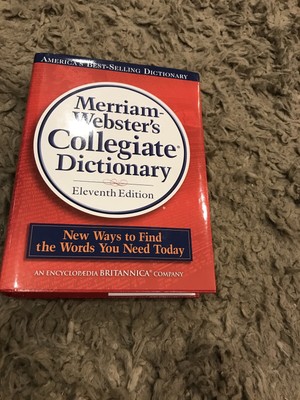 AMERICA'S BEST-SELLING DICTIONARY
Merriam-
Webster's
Collegiate®
Dictionary
Eleventh Edition
New Ways to Find
the Words You Need Today
AN ENCYCLOPÆDIA BRITANNICA® COMPANY